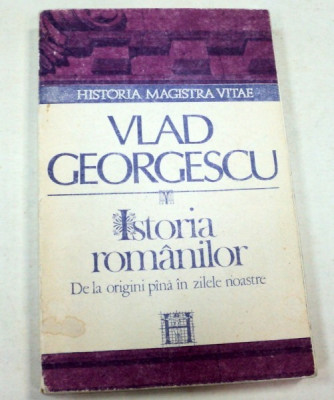 HISTORIA MAGISTRA VITAE
VLAD
GEORGESCU
Istoria
românilor
De la origini pînă în zilele noastre